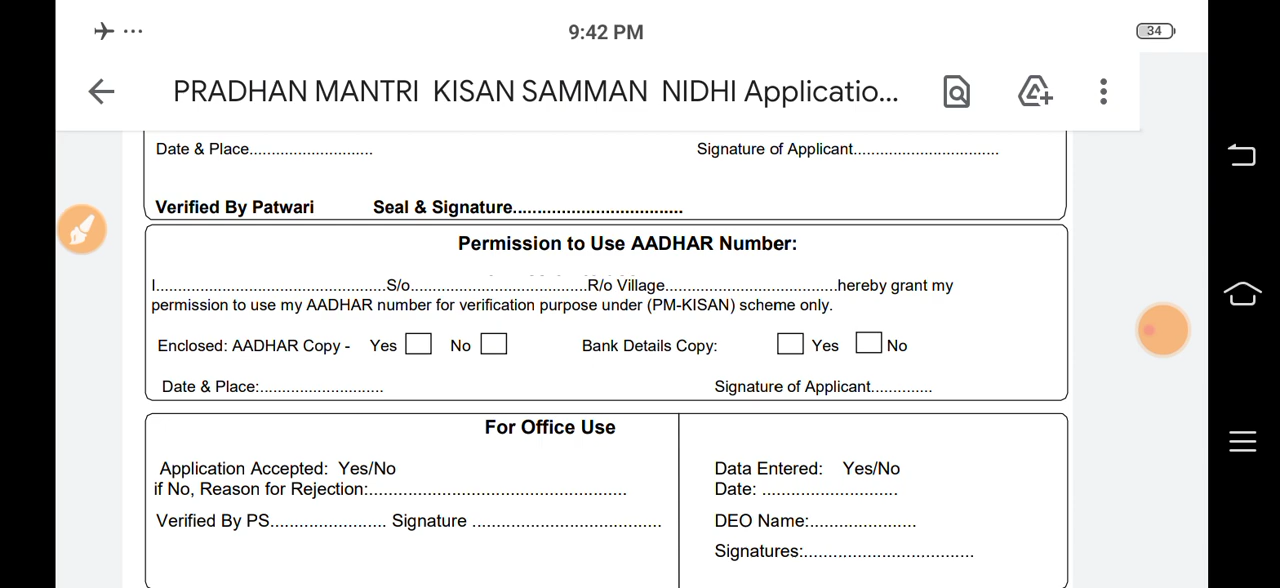 9:42 PM
34
PRADHAN MANTRI KISAN SAMMAN NIDHI Applicatio...
Date & Place............................ Signature of Applicant................................
Verified By Patwari Seal & Signature...................................
Permission to Use AADHAR Number:
I....................................................S/o.......................................R/o Village......................................hereby grant my
permission to use my AADHAR number for verification purpose under (PM-KISAN) scheme only.
Enclosed: AADHAR Copy - Yes No Bank Details Copy: Yes No
Date & Place:............................ Signature of Applicant..............
For Office Use
Application Accepted: Yes/No Data Entered: Yes/No
if No, Reason for Rejection:..................................................... Date: ............................
Verified By PS........................ Signature ....................................... DEO Name:......................
Signatures:...................................